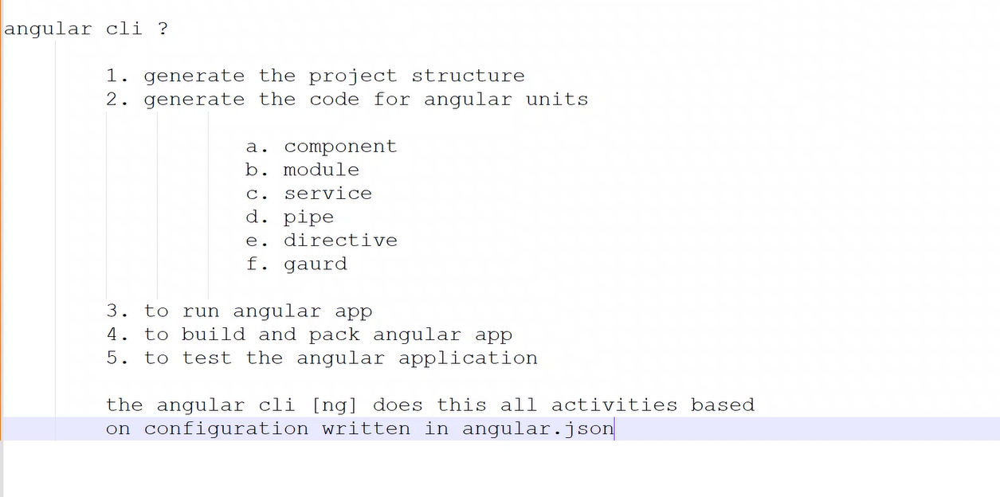 angular cli ?
1. generate the project structure
2. generate the code for angular units
a. component
b. module
c. service
d. pipe
e. directive
f. gaurd
3. to run angular app
4. to build and pack angular app
5. to test the angular application
the angular cli [ng] does this all activities based
on configuration written in angular.json